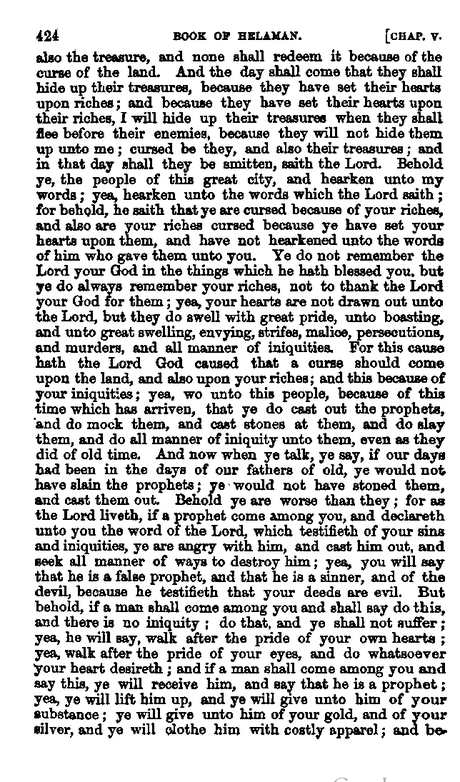 424 BOOK OF HELAMAN. [CHAP. V.
also the treasure, and none shall redeem it because of the
curse of the land. And the day shall come that they shall
hide up their treasures, because they have set their hearts
upon riches; and because they have set their hearts upon
their riches, I will hide up their treasures when they shall
flee before their enemies, because they will not hide them
up unto me; cursed be they, and also their treasures; and
in that day shall they be smitten, saith the Lord. Behold
ye, the people of this great city, and hearken unto my
words; yea, hearken unto the words which the Lord saith;
for behold, he saith that ye are cursed because of your riches,
and also are your riches cursed because ye have set your
hearts upon them, and have not hearkened unto the words
of him who gave them unto you. Ye do not remember the
Lord your God in the things which he hath blessed you, but
ye do always remember your riches, not to thank the Lord
your God for them; yea, your hearts are not drawn out unto
the Lord, but they do swell with great pride, unto boasting,
and unto great swelling, envying, strifes, malice, persecutions,
and murders, and all manner of iniquities. For this cause
hath the Lord God caused that a curse should come
upon the land, and also upon your riches; and this because of
your iniquities; yea, wo unto this people, because of this
time which has arriven, that ye do cast out the prophets,
and do mock them, and cast stones at them, and do slay
them, and do all manner of iniquity unto them, even as they
did of old time. And now when ye talk, ye say, if our days
had been in the days of our fathers of old, ye would not
have slain the prophets; ye would not have stoned them,
and cast them out. Behold ye are worse than they; for as
the Lord liveth, if a prophet come among you, and declareth
unto you the word of the Lord, which testifieth of your sins
and iniquities, ye are angry with him, and cast him out, and
seek all manner of ways to destroy him; yea, you will say
that he is a false prophet, and that he is a sinner, and of the
devil, because he testifieth that your deeds are evil. But
behold, if a man shall come among you and shall say do this,
and there is no iniquity; do that, and ye shall not suffer;
yea, he will say, walk after the pride of your own hearts;
yea, walk after the pride of your eyes, and do whatsoever
your heart desireth; and if a man shall come among you and
say this, ye will receive him, and say that he is a prophet;
yea, ye will lift him up, and ye will give unto him of your
substance; ye will give unto him of your gold, and of your
silver, and ye will clothe him with costly apparel; and be-